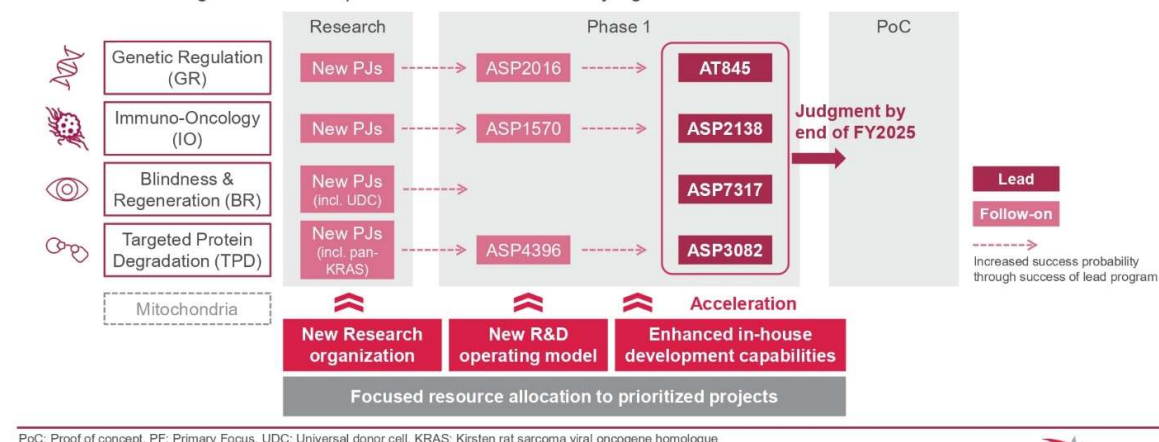 Research
Phase 1
PoC
Genetic Regulation
(GR)
New PJs
ASP2016
AT845
Immuno-Oncology
(IO)
New PJs
ASP1570
ASP2138
Judgment by
end of FY2025
Blindness &
Regeneration (BR)
New PJs
(incl. UDC)
ASP7317
Lead
Targeted Protein
Degradation (TPD)
New PJs
(incl. pan-
KRAS)
ASP4396
ASP3082
Follow-on
Increased success probability
through success of lead program
Mitochondria
Acceleration
New Research
organization
New R&D
operating model
Enhanced in-house
development capabilities
Focused resource allocation to prioritized projects
PoC: Proof of concept, PF: Primary Focus, UDC: Universal donor cell, KRAS: Kirsten rat sarcoma viral oncogene homologue